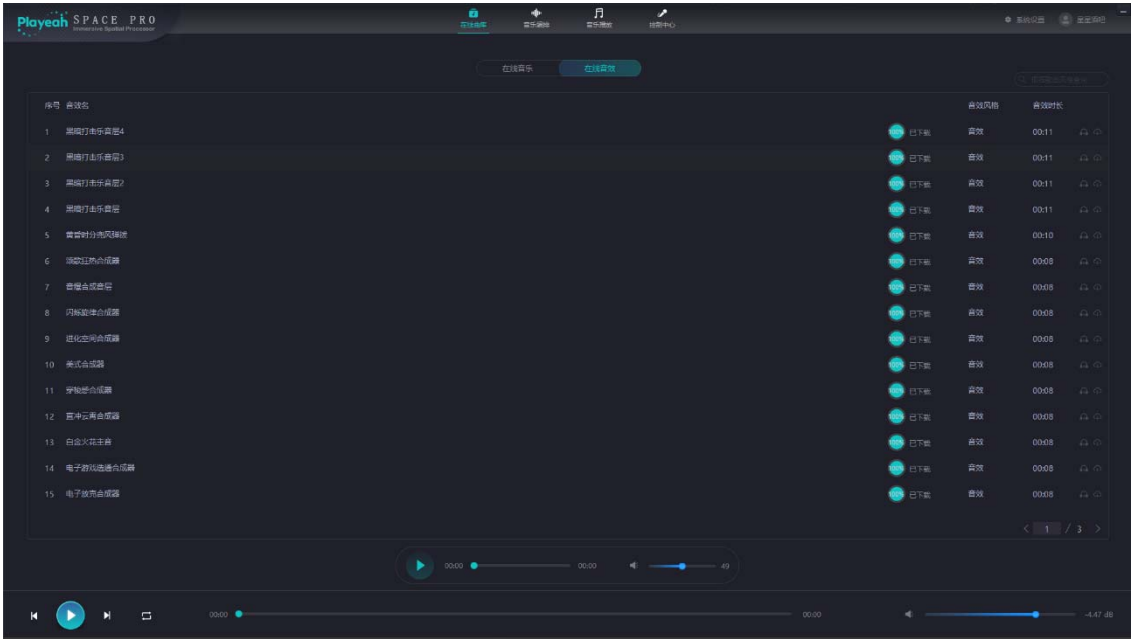 Playeah SPACE PRO
Immersive Spatial Processor
在线曲库
音乐编辑
音乐播放
控制中心
系统设置
在线音乐
在线音效
序号 音效名 音效风格 音效时长
1 黑暗打击乐音层4 100% 已下载 音效 00:11
2 黑暗打击乐音层3 100% 已下载 音效 00:11
3 黑暗打击乐音层2 100% 已下载 音效 00:11
4 黑暗打击乐音层 100% 已下载 音效 00:11
5 黄昏时分 100% 已下载 音效 00:10
6 颂歌狂热合成器 100% 已下载 音效 00:08
7 音缓合成音层 100% 已下载 音效 00:08
8 闪烁旋律合成器 100% 已下载 音效 00:08
9 进化空间合成器 100% 已下载 音效 00:08
10 美式合成器 100% 已下载 音效 00:08
11 穿梭想合成器 100% 已下载 音效 00:08
12 直冲云霄合成器 100% 已下载 音效 00:08
13 白金火花主音 100% 已下载 音效 00:08
14 电子游戏选通合成器 100% 已下载 音效 00:08
15 电子放克合成器 100% 已下载 音效 00:08
1 / 3
00:00 00:00 49
00:00 00:00 -4.47 dB